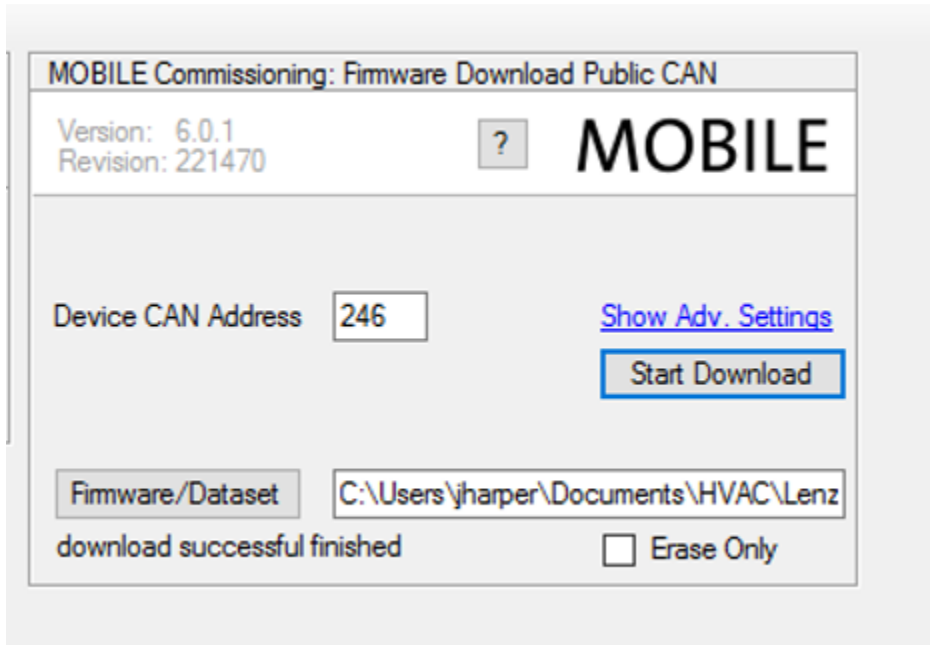 MOBILE Commissioning: Firmware Download Public CAN
Version: 6.0.1
Revision: 221470
?
MOBILE
Device CAN Address
246
Show Adv. Settings
Start Download
Firmware/Dataset
C:\Users\jharper\Documents\HVAC\Lenz
download successful finished
Erase Only